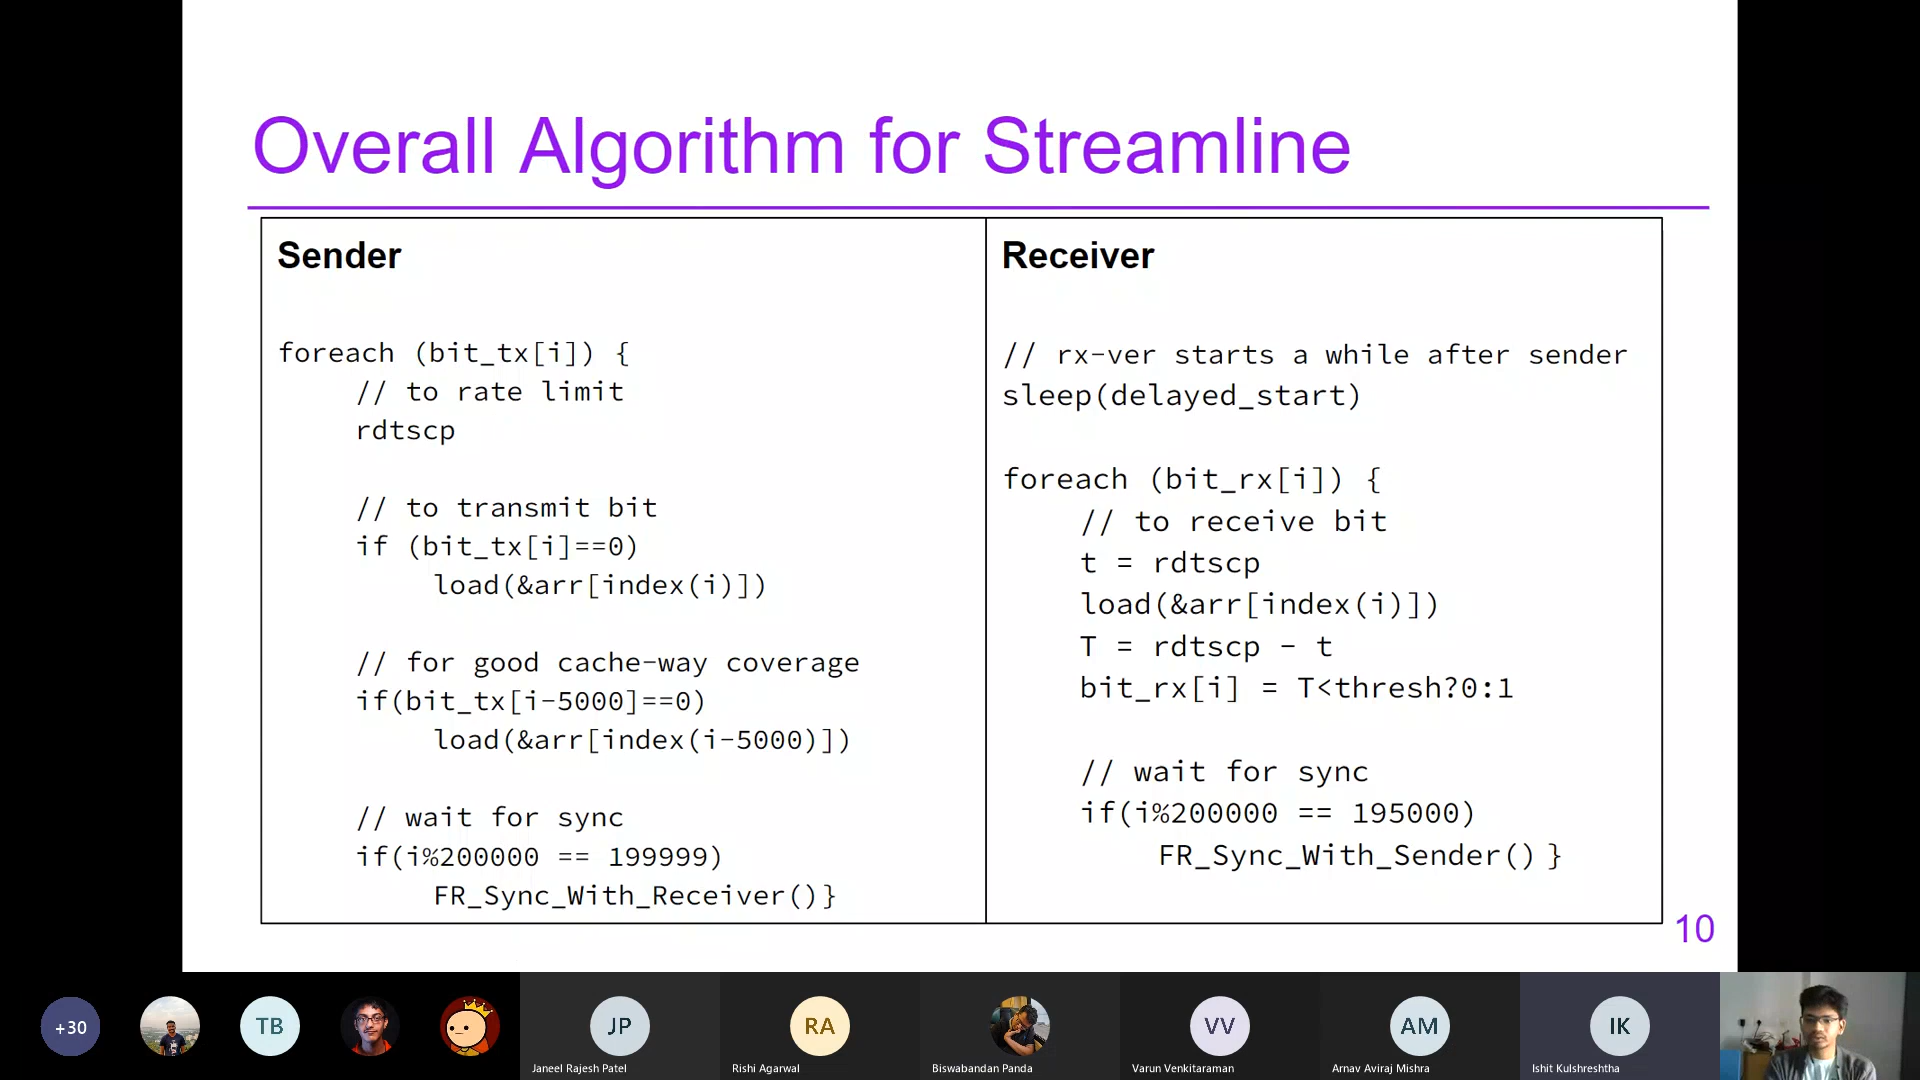 Overall Algorithm for Streamline
Sender
foreach (bit_tx[i]) {
// to rate limit
rdtscp
// to transmit bit
if (bit_tx[i]==0)
load(&arr[index(i)])
// for good cache-way coverage
if(bit_tx[i-5000]==0)
load(&arr[index(i-5000)])
// wait for sync
if(i%200000 == 199999)
FR_Sync_With_Receiver()}
Receiver
// rx-ver starts a while after sender
sleep(delayed_start)
foreach (bit_rx[i]) {
// to receive bit
t = rdtscp
load(&arr[index(i)])
T = rdtscp - t
bit_rx[i] = T<thresh?0:1
// wait for sync
if(i%200000 == 195000)
FR_Sync_With_Sender() }
10
+30
TB
JP
RA
VV
AM
IK
Janeel Rajesh Patel
Rishi Agarwal
Biswabandan Panda
Varun Venkitaraman
Arnav Aviraj Mishra
Ishit Kulshreshtha